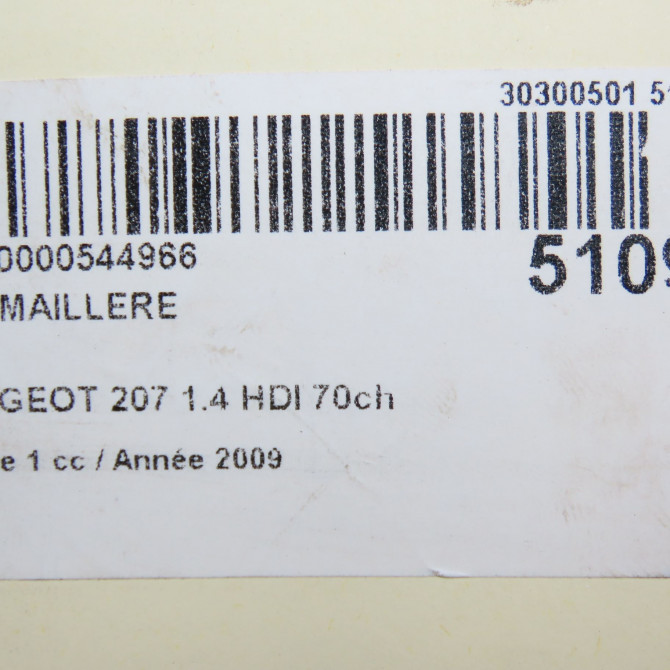 30300501 51
0000544966
5109
MAILLERE
GEOT 207 1.4 HDI 70ch
e 1 cc / Année 2009